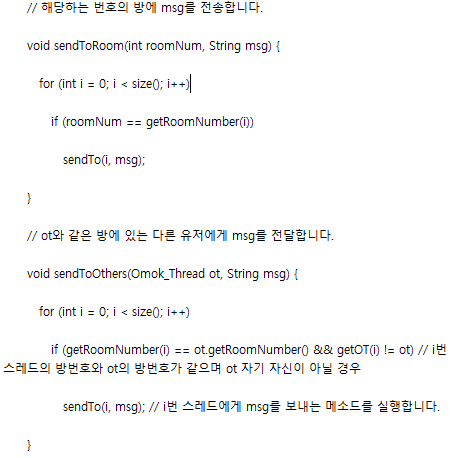 // 해당하는 번호의 방에 msg를 전송합니다.
void sendToRoom(int roomNum, String msg) {
for (int i = 0; i < size(); i++)
if (roomNum == getRoomNumber(i))
sendTo(i, msg);
}
// ot와 같은 방에 있는 다른 유저에게 msg를 전달합니다.
void sendToOthers(Omok_Thread ot, String msg) {
for (int i = 0; i < size(); i++)
if (getRoomNumber(i) == ot.getRoomNumber() && getOT(i) != ot) // i번
스레드의 방번호와 ot의 방번호가 같으며 ot 자기 자신이 아닐 경우
sendTo(i, msg); // i번 스레드에게 msg를 보내는 메소드를 실행합니다.
}